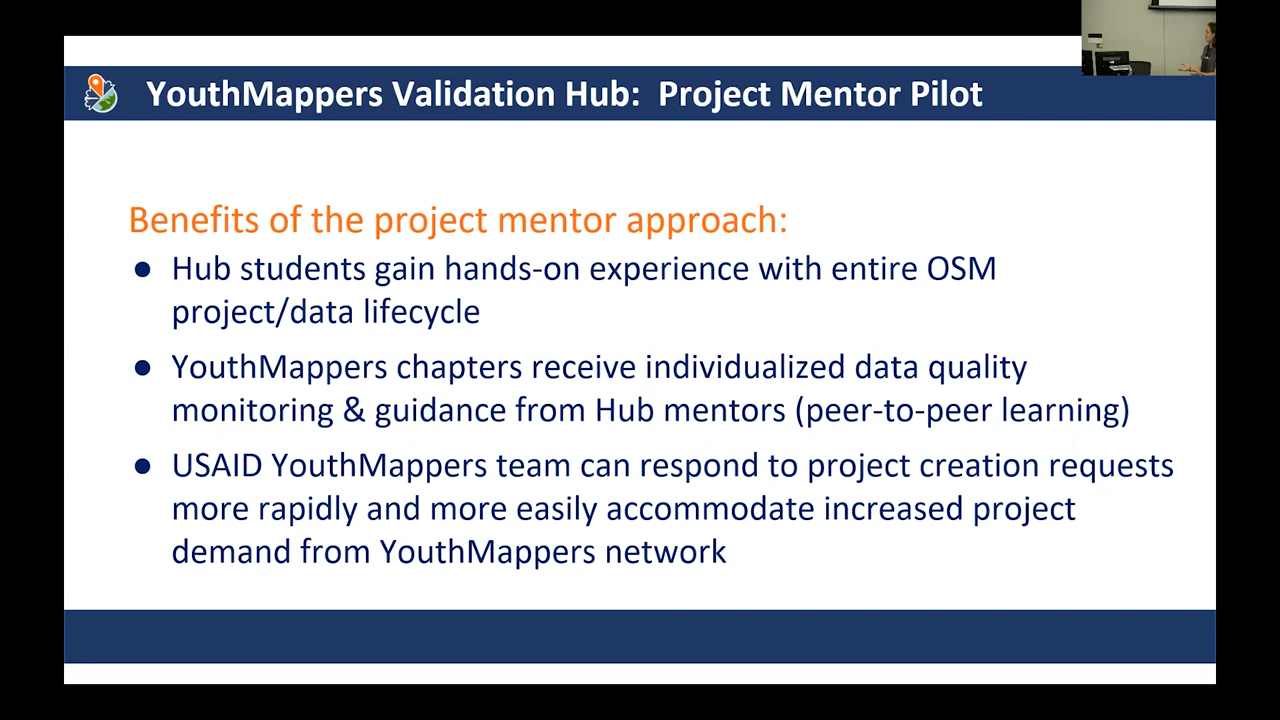 YouthMappers Validation Hub: Project Mentor Pilot
Benefits of the project mentor approach:
● Hub students gain hands-on experience with entire OSM
project/data lifecycle
● YouthMappers chapters receive individualized data quality
monitoring & guidance from Hub mentors (peer-to-peer learning)
● USAID YouthMappers team can respond to project creation requests
more rapidly and more easily accommodate increased project
demand from YouthMappers network